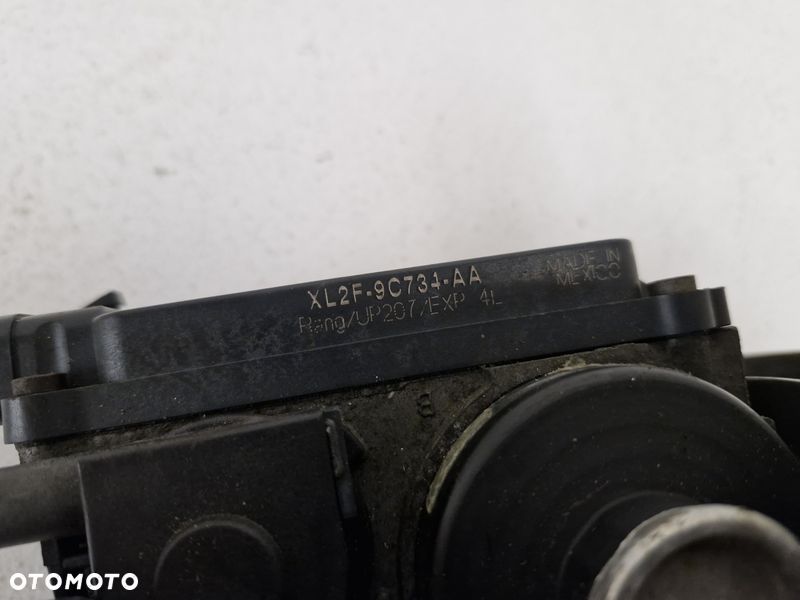 XL2F-9C734-AA
Rang/UP207/EXP 4L
MADE IN
MEXICO
B
OTOMOTO